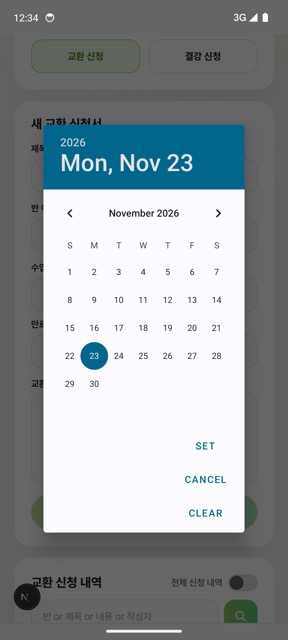 12:34
3G
교환 신청
결강 신청
새 교환 신청서
제목
반
2026
Mon, Nov 23
November 2026
S M T W T F S
1 2 3 4 5 6 7
8 9 10 11 12 13 14
15 16 17 18 19 20 21
22 23 24 25 26 27 28
29 30
SET
CANCEL
CLEAR
교환 신청 내역
전체 신청 내역
N
반 or 제목 or 내용 or 작성자